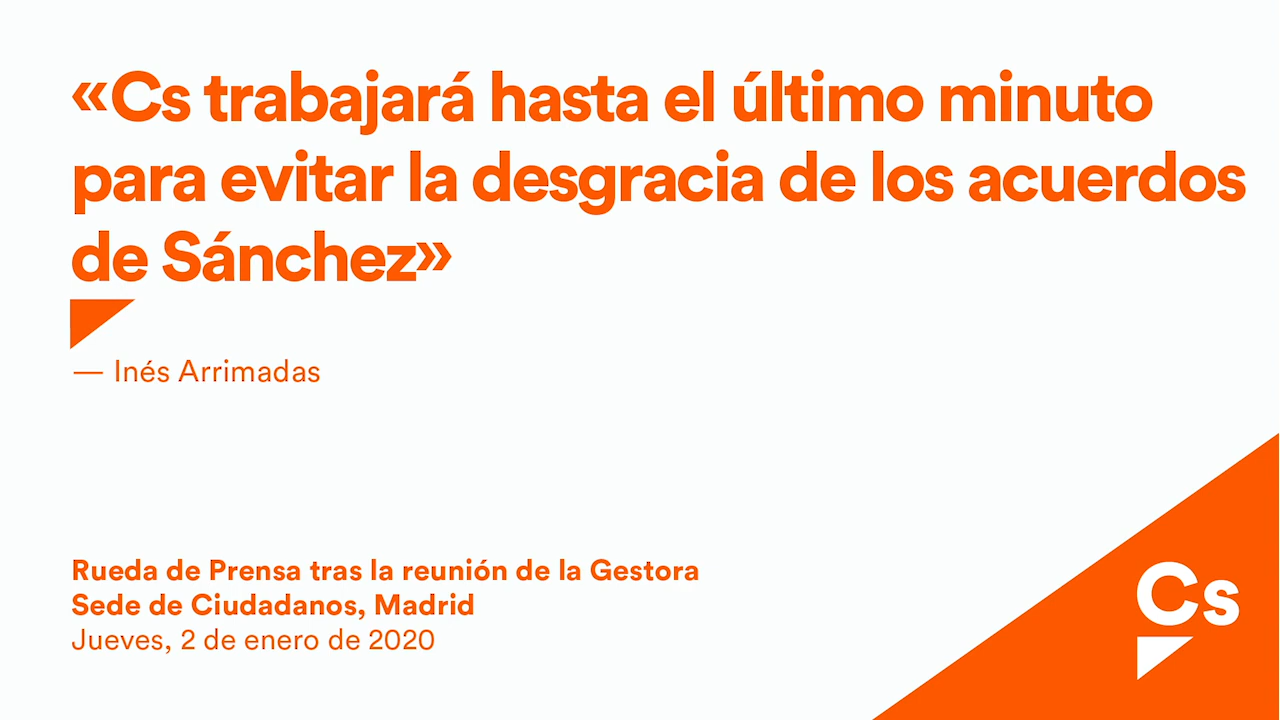 «Cs trabajará hasta el último minuto
para evitar la desgracia de los acuerdos
de Sánchez»
— Inés Arrimadas
Rueda de Prensa tras la reunión de la Gestora
Sede de Ciudadanos, Madrid
Jueves, 2 de enero de 2020
Cs